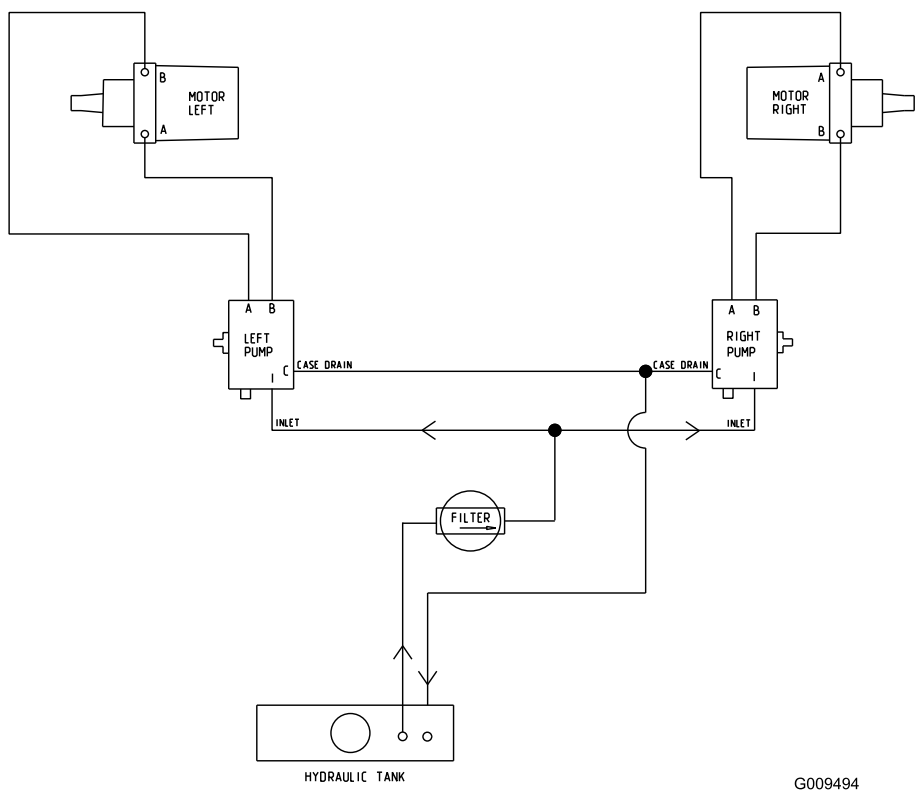 B
MOTOR
LEFT
A
A
MOTOR
RIGHT
B
A B
LEFT
PUMP
C
I
CASE DRAIN
INLET
A B
RIGHT
PUMP
CASE DRAIN
C
I
INLET
FILTER
HYDRAULIC TANK
G009494